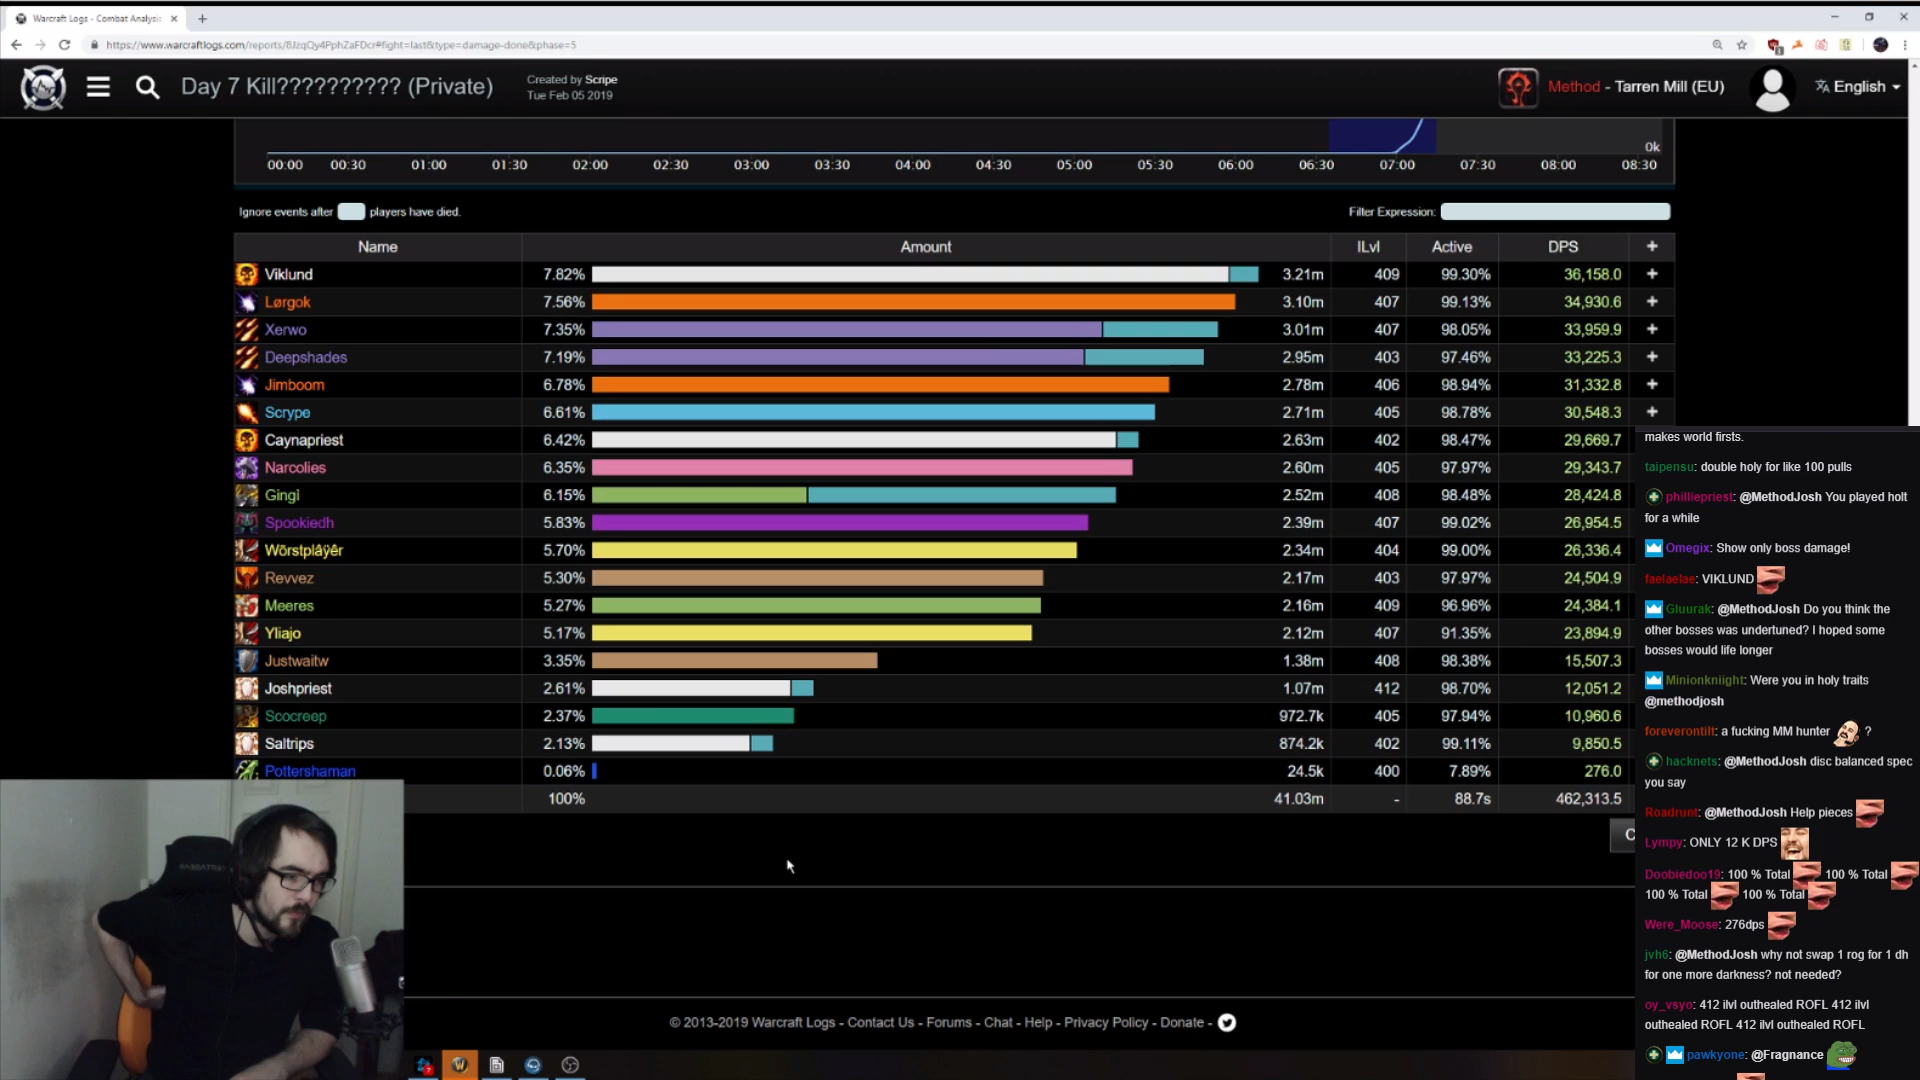 Warcraft Logs - Combat Analysis
https://www.warcraftlogs.com/reports/8JzqQy4PphZaFDcr#fight=last&type=damage-done&phase=5
Day 7 Kill?????????? (Private)
Created by Scripe
Tue Feb 05 2019
Method - Tarren Mill (EU)
English
0k
00:00 00:30 01:00 01:30 02:00 02:30 03:00 03:30 04:00 04:30 05:00 05:30 06:00 06:30 07:00 07:30 08:00 08:30
Ignore events after players have died.
Filter Expression:
Name Amount ILvl Active DPS +
Viklund 7.82% 3.21m 409 99.30% 36,158.0 +
Lørgok 7.56% 3.10m 407 99.13% 34,930.6 +
Xerwo 7.35% 3.01m 407 98.05% 33,959.9 +
Deepshades 7.19% 2.95m 403 97.46% 33,225.3 +
Jimboom 6.78% 2.78m 406 98.94% 31,332.8 +
Scrype 6.61% 2.71m 405 98.78% 30,548.3 +
Caynapriest 6.42% 2.63m 402 98.47% 29,669.7
Narcolies 6.35% 2.60m 405 97.97% 29,343.7
Gingi 6.15% 2.52m 408 98.48% 28,424.8
Spookiedh 5.83% 2.39m 407 99.02% 26,954.5
Wõrstplâÿêr 5.70% 2.34m 404 99.00% 26,336.4
Revvez 5.30% 2.17m 403 97.97% 24,504.9
Meeres 5.27% 2.16m 409 96.96% 24,384.1
Yliajo 5.17% 2.12m 407 91.35% 23,894.9
Justwaitw 3.35% 1.38m 408 98.38% 15,507.3
Joshpriest 2.61% 1.07m 412 98.70% 12,051.2
Scocreep 2.37% 972.7k 405 97.94% 10,960.6
Saltrips 2.13% 874.2k 402 99.11% 9,850.5
Pottershaman 0.06% 24.5k 400 7.89% 276.0
100% 41.03m - 88.7s 462,313.5
C
© 2013-2019 Warcraft Logs - Contact Us - Forums - Chat - Help - Privacy Policy - Donate -
makes world firsts.
taipensu: double holy for like 100 pulls
philliepriest: @MethodJosh You played holt
for a while
Omegix: Show only boss damage!
faelaelae: VIKLUND
Gluurak: @MethodJosh Do you think the
other bosses was undertuned? I hoped some
bosses would life longer
Minionkniight: Were you in holy traits
@methodjosh
foreverontilt: a fucking MM hunter ?
hacknets: @MethodJosh disc balanced spec
you say
Roadrunt: @MethodJosh Help pieces
Lympy: ONLY 12 K DPS
Doobiedoo19: 100 % Total 100 % Total
100 % Total 100 % Total
Were_Moose: 276dps
jvh6: @MethodJosh why not swap 1 rog for 1 dh
for one more darkness? not needed?
oy_vsyo: 412 ilvl outhealed ROFL 412 ilvl
outhealed ROFL 412 ilvl outhealed ROFL
pawkyone: @Fragnance